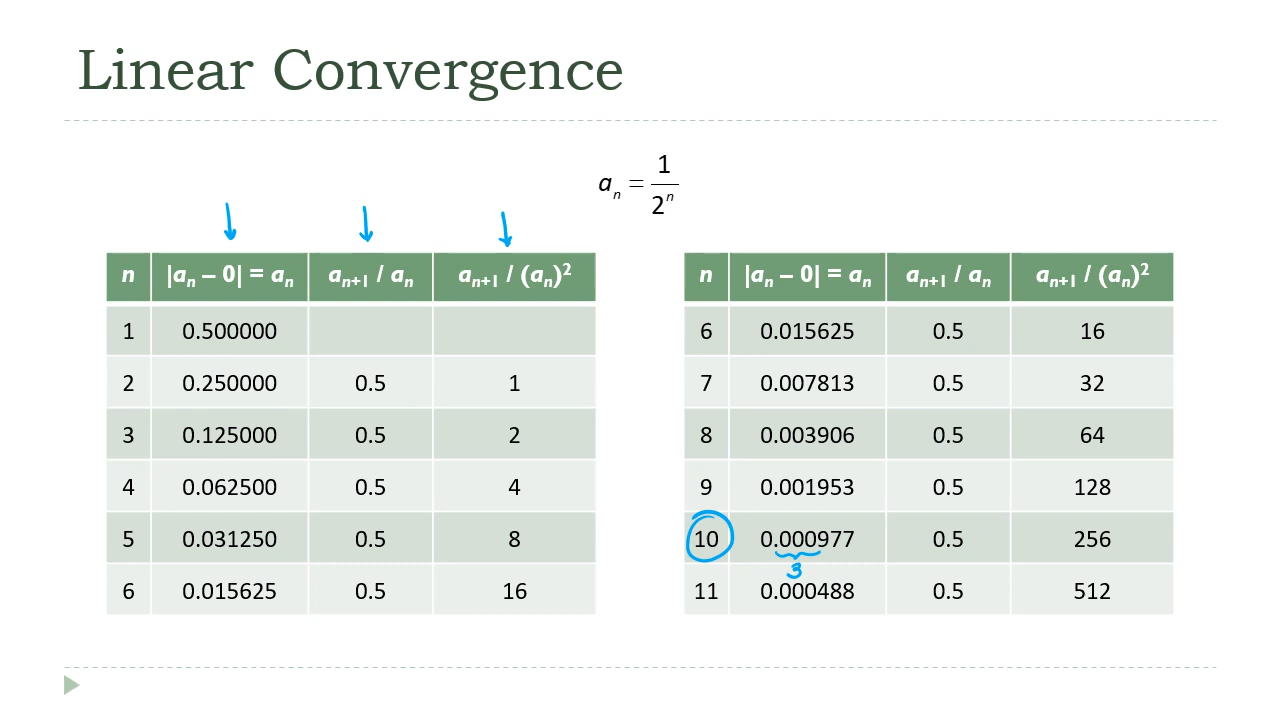 Linear Convergence
aₙ = 1 / 2ⁿ
n |aₙ – 0| = aₙ aₙ₊₁ / aₙ aₙ₊₁ / (aₙ)²
1 0.500000
2 0.250000 0.5 1
3 0.125000 0.5 2
4 0.062500 0.5 4
5 0.031250 0.5 8
6 0.015625 0.5 16
n |aₙ – 0| = aₙ aₙ₊₁ / aₙ aₙ₊₁ / (aₙ)²
6 0.015625 0.5 16
7 0.007813 0.5 32
8 0.003906 0.5 64
9 0.001953 0.5 128
10 0.000977 0.5 256
3
11 0.000488 0.5 512